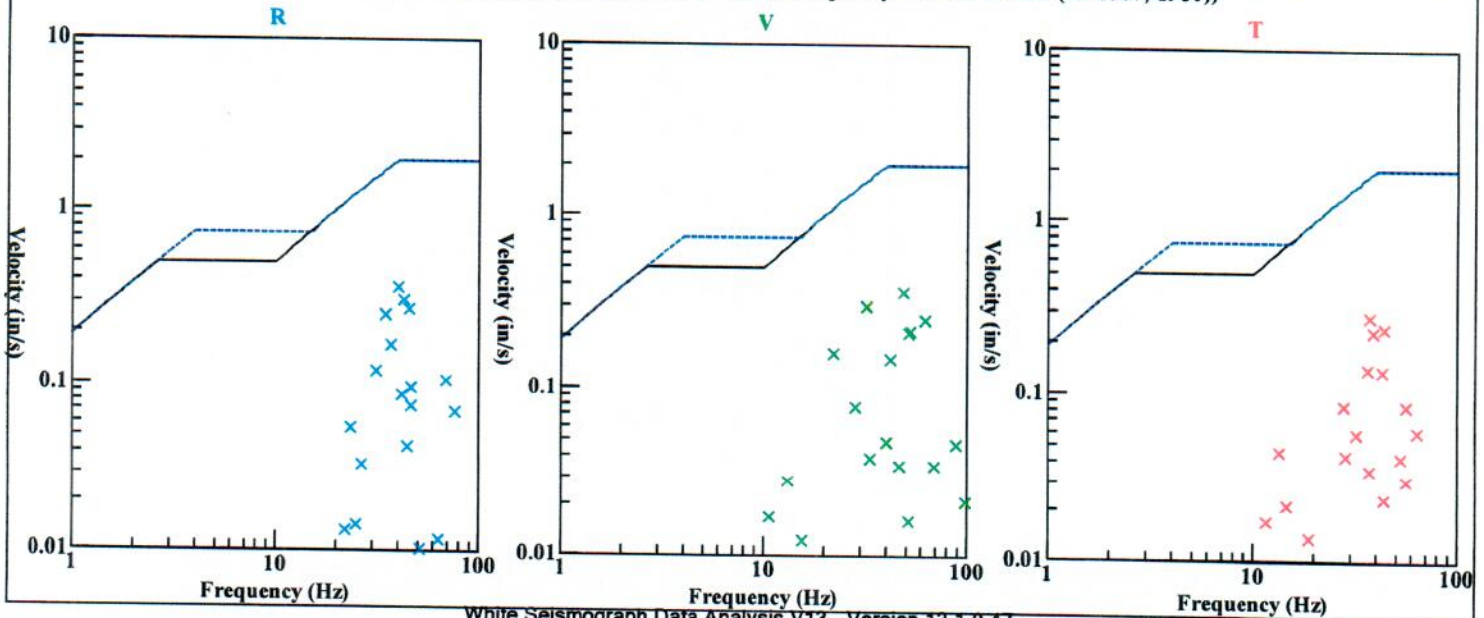 R
V
T
10
1
0.1
0.01
Velocity (in/s)
1
10
100
Frequency (Hz)
10
1
0.1
0.01
Velocity (in/s)
1
10
100
Frequency (Hz)
10
1
0.1
0.01
Velocity (in/s)
1
10
100
Frequency (Hz)
White Seismograph Data Analysis